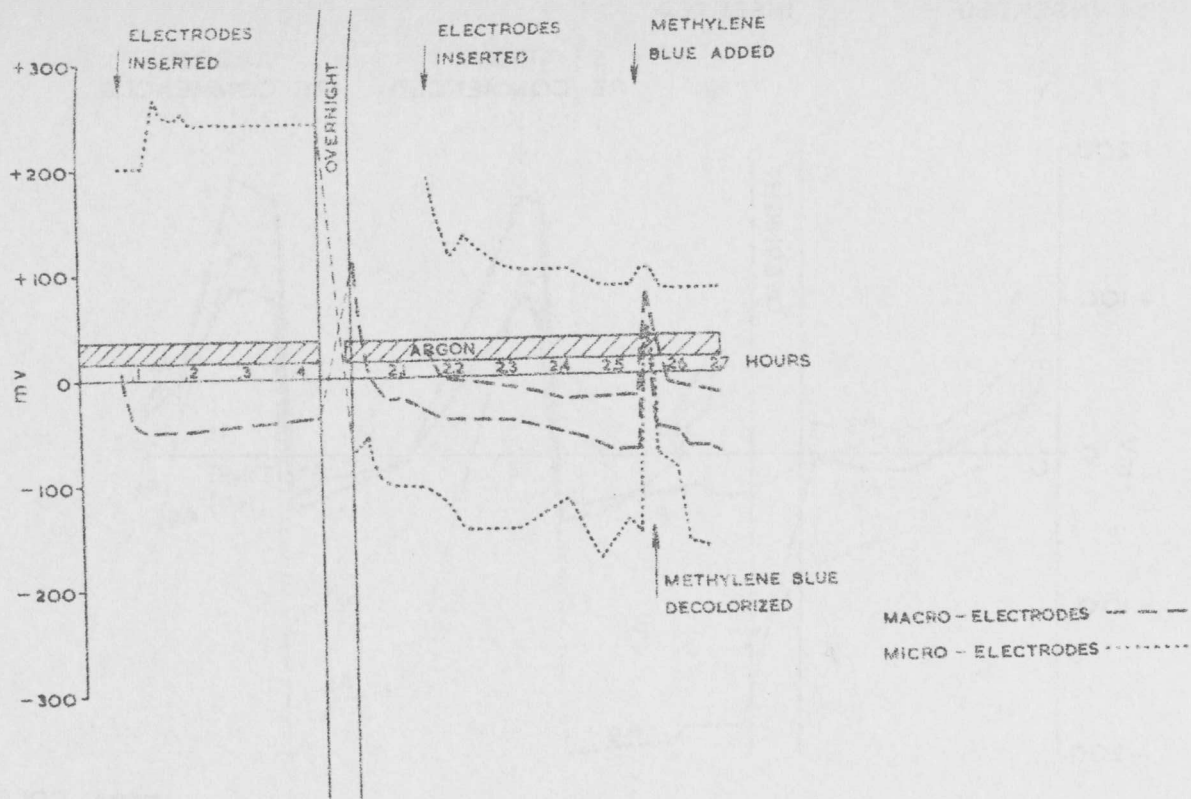 ELECTRODES
INSERTED
ELECTRODES
INSERTED
METHYLENE
BLUE ADDED
+300
+200
+100
0
-100
-200
-300
mv
OVERNIGHT
ARGON
1 2 3 4 21 22 23 24 25 26 27 HOURS
METHYLENE BLUE
DECOLORIZED
MACRO-ELECTRODES
MICRO-ELECTRODES